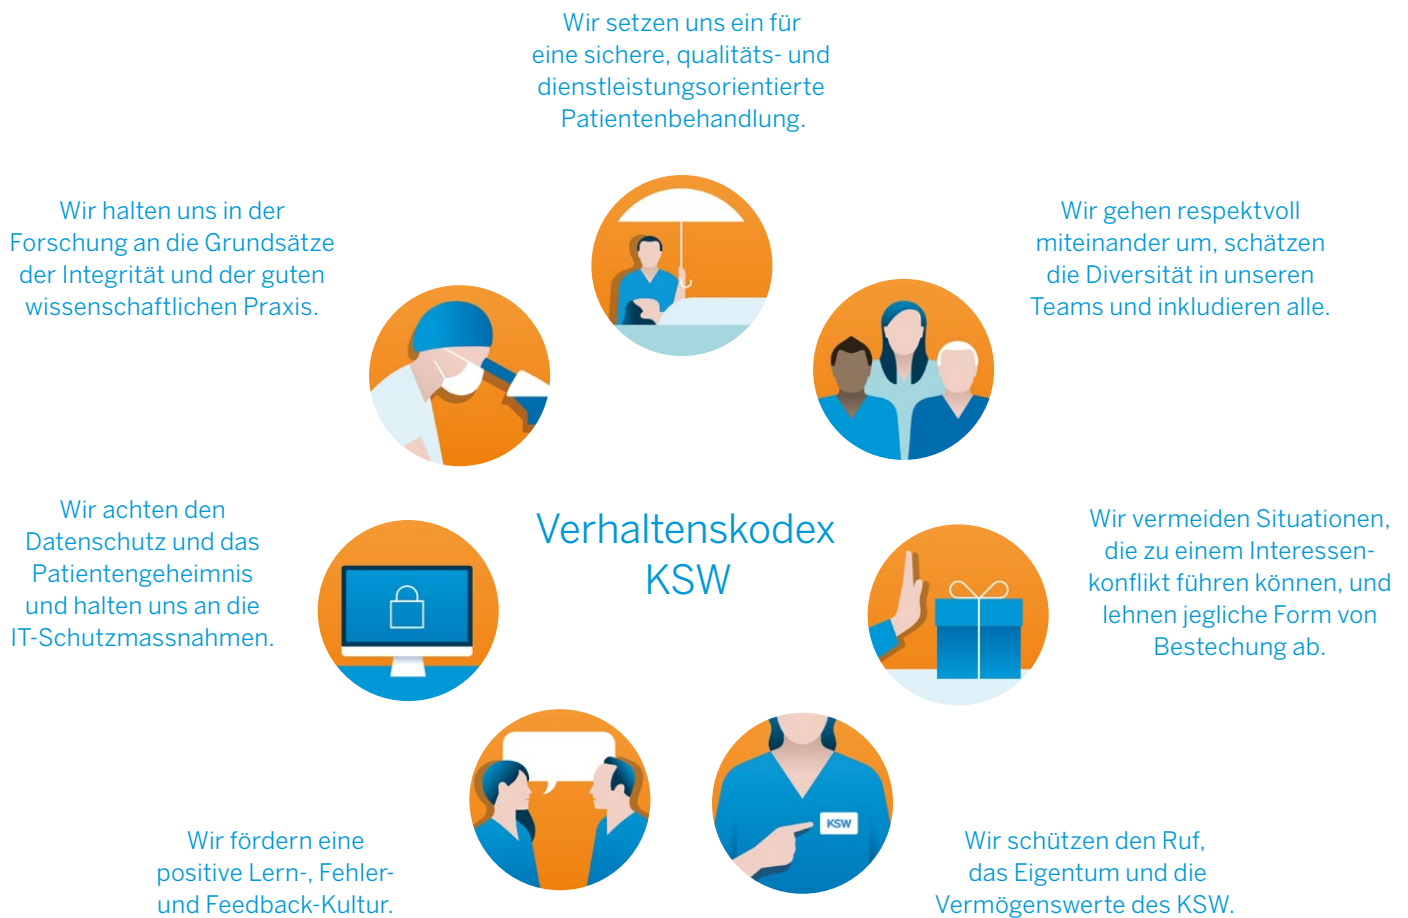 Wir setzen uns ein für
eine sichere, qualitäts- und
dienstleistungsorientierte
Patientenbehandlung.
Wir halten uns in der
Forschung an die Grundsätze
der Integrität und der guten
wissenschaftlichen Praxis.
Wir gehen respektvoll
miteinander um, schätzen
die Diversität in unseren
Teams und inkludieren alle.
Wir achten den
Datenschutz und das
Patientengeheimnis
und halten uns an die
IT-Schutzmassnahmen.
Verhaltenskodex
KSW
Wir vermeiden Situationen,
die zu einem Interessen-
konflikt führen können, und
lehnen jegliche Form von
Bestechung ab.
KSW
Wir fördern eine
positive Lern-, Fehler-
und Feedback-Kultur.
Wir schützen den Ruf,
das Eigentum und die
Vermögenswerte des KSW.